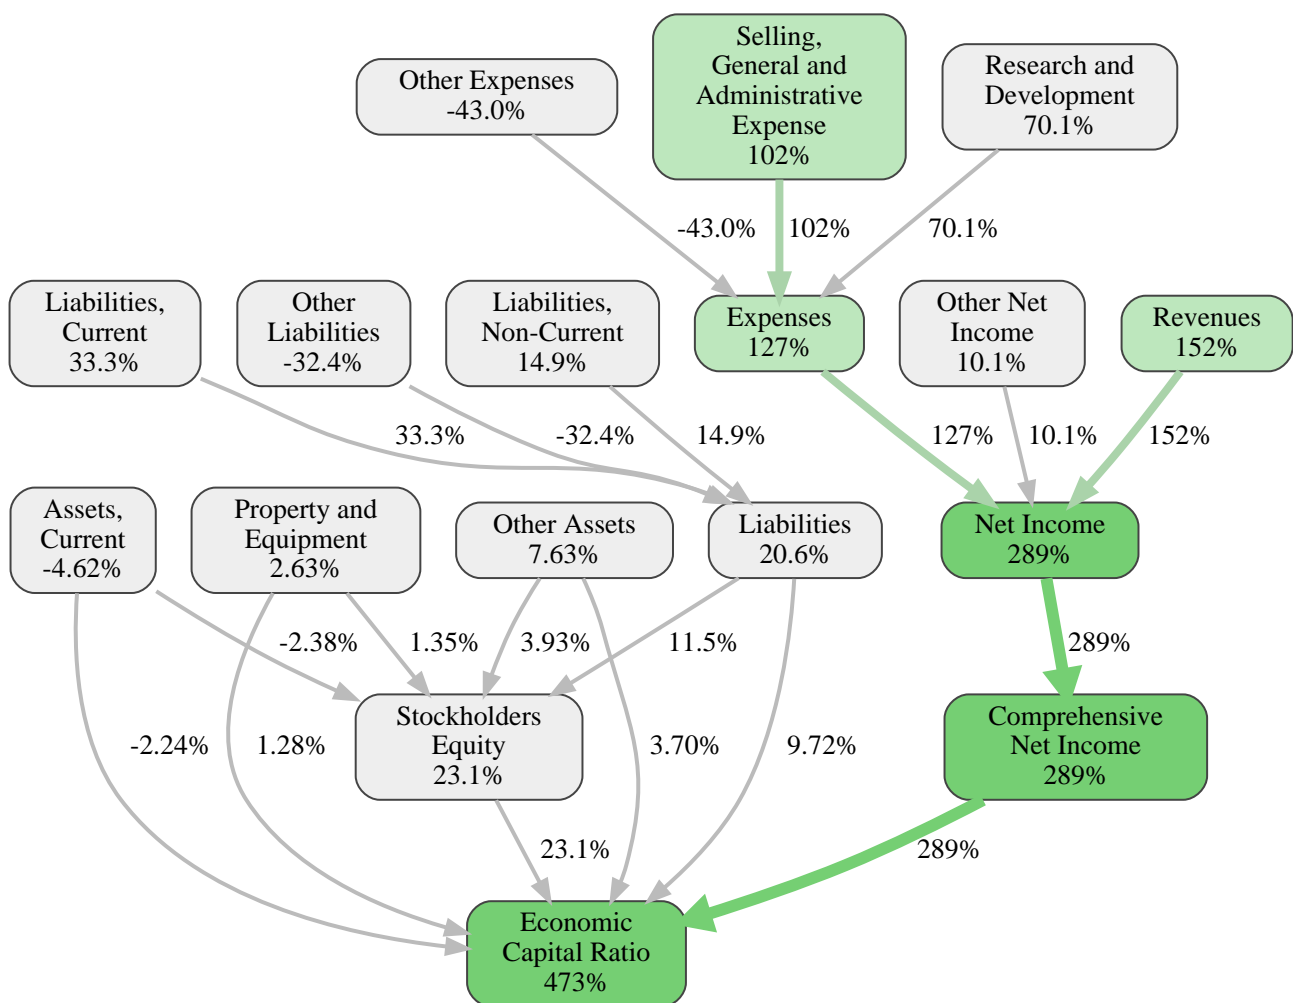 Selling,
General and
Administrative
Expense
102%
Other Expenses
-43.0%
Research and
Development
70.1%
-43.0%
102%
70.1%
Liabilities,
Current
33.3%
Other
Liabilities
-32.4%
Liabilities,
Non-Current
14.9%
Expenses
127%
Other Net
Income
10.1%
Revenues
152%
33.3%
-32.4%
14.9%
127%
10.1%
152%
Assets,
Current
-4.62%
Property and
Equipment
2.63%
Other Assets
7.63%
Liabilities
20.6%
Net Income
289%
-2.38%
1.35%
3.93%
11.5%
289%
Stockholders
Equity
23.1%
Comprehensive
Net Income
289%
-2.24%
1.28%
3.70%
9.72%
23.1%
289%
Economic
Capital Ratio
473%